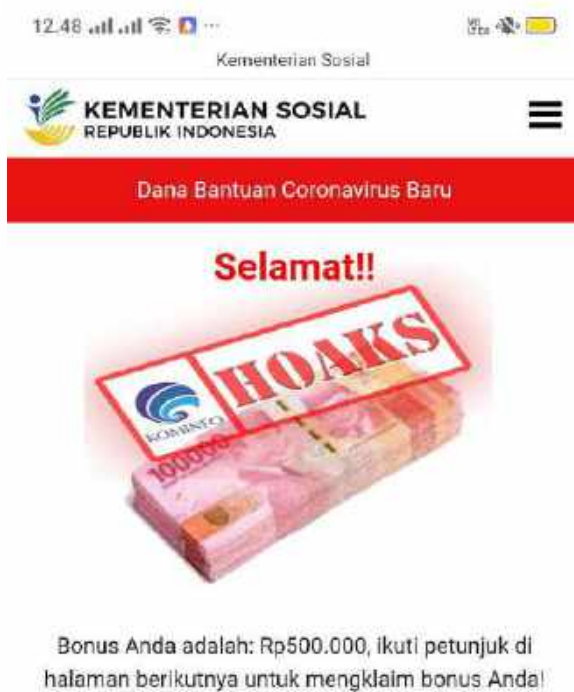 12.48
Kementerian Sosial
KEMENTERIAN SOSIAL
REPUBLIK INDONESIA
Dana Bantuan Coronavirus Baru
Selamat!!
HOAKS
KOMINFO
100000
Bonus Anda adalah: Rp500.000, ikuti petunjuk di
halaman berikutnya untuk mengklaim bonus Anda!